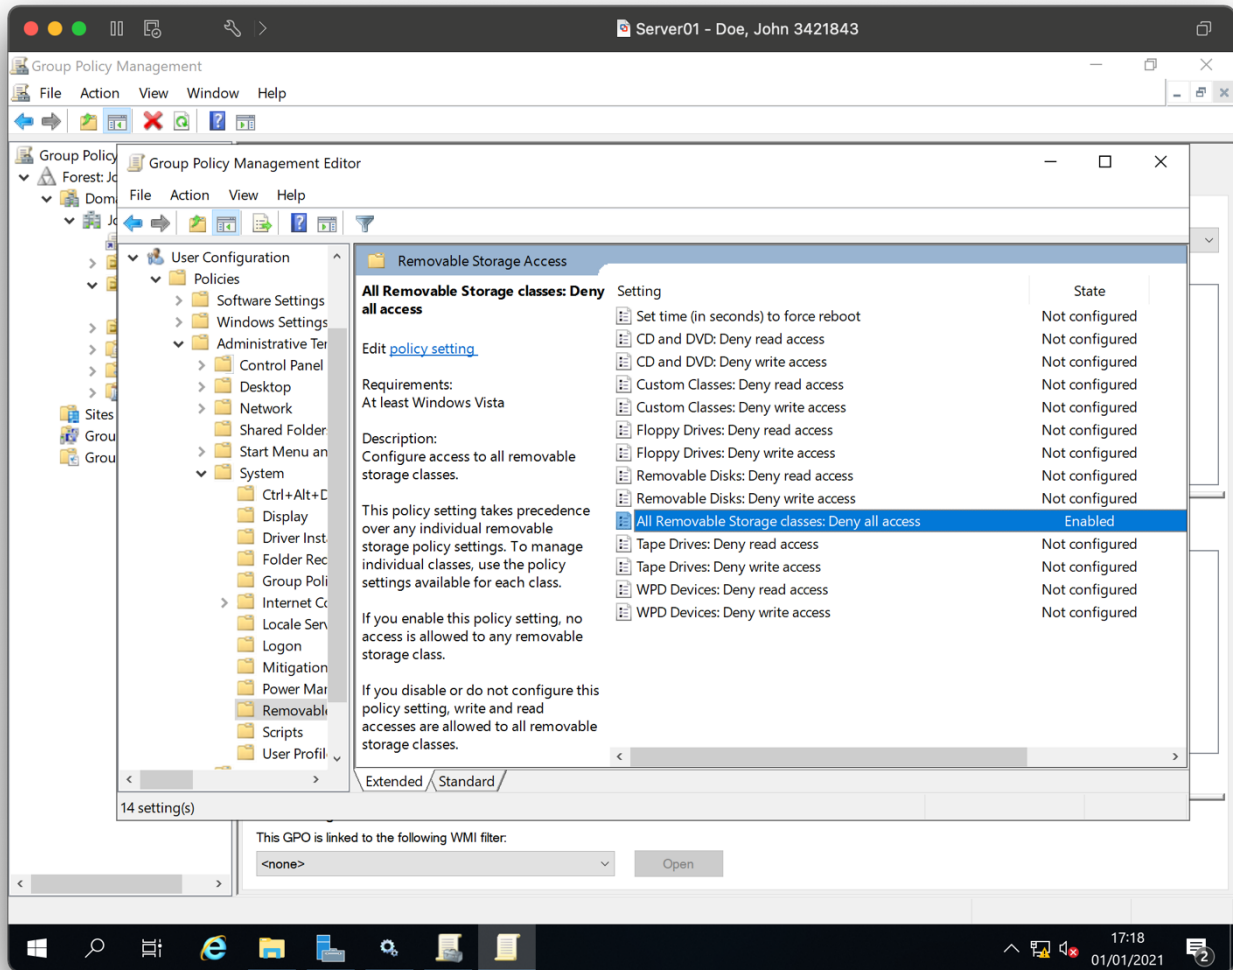 Server01 - Doe, John 3421843
Group Policy Management
File Action View Window Help
Group Policy
Forest: Jo
Doma
Jo
Sites
Grou
Grou
Group Policy Management Editor
File Action View Help
User Configuration
Policies
Software Settings
Windows Settings
Administrative Ter
Control Panel
Desktop
Network
Shared Folder
Start Menu an
System
Ctrl+Alt+D
Display
Driver Inst
Folder Rec
Group Poli
Internet Co
Locale Serv
Logon
Mitigation
Power Mar
Removable
Scripts
User Profil
Removable Storage Access
All Removable Storage classes: Deny
all access
Edit policy setting
Requirements:
At least Windows Vista
Description:
Configure access to all removable
storage classes.
This policy setting takes precedence
over any individual removable
storage policy settings. To manage
individual classes, use the policy
settings available for each class.
If you enable this policy setting, no
access is allowed to any removable
storage class.
If you disable or do not configure this
policy setting, write and read
accesses are allowed to all removable
storage classes.
Setting State
Set time (in seconds) to force reboot Not configured
CD and DVD: Deny read access Not configured
CD and DVD: Deny write access Not configured
Custom Classes: Deny read access Not configured
Custom Classes: Deny write access Not configured
Floppy Drives: Deny read access Not configured
Floppy Drives: Deny write access Not configured
Removable Disks: Deny read access Not configured
Removable Disks: Deny write access Not configured
All Removable Storage classes: Deny all access Enabled
Tape Drives: Deny read access Not configured
Tape Drives: Deny write access Not configured
WPD Devices: Deny read access Not configured
WPD Devices: Deny write access Not configured
Extended Standard
14 setting(s)
This GPO is linked to the following WMI filter:
<none> Open
17:18
01/01/2021
2